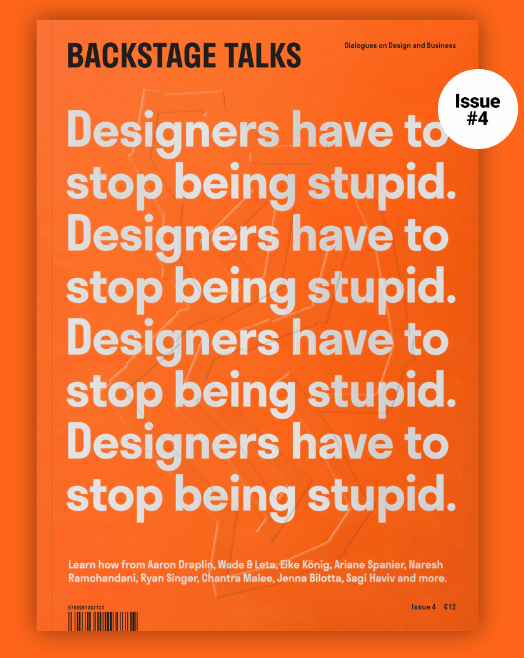 BACKSTAGE TALKS
Dialogues on Design and Business
Issue
#4
Designers have to
stop being stupid.
Designers have to
stop being stupid.
Designers have to
stop being stupid.
Designers have to
stop being stupid.
Learn how from Aaron Draplin, Wade & Leta, Eike König, Ariane Spanier, Naresh
Ramchandani, Ryan Singer, Chantra Malee, Jenna Bilotta, Sagi Haviv and more.
Issue 4 €12